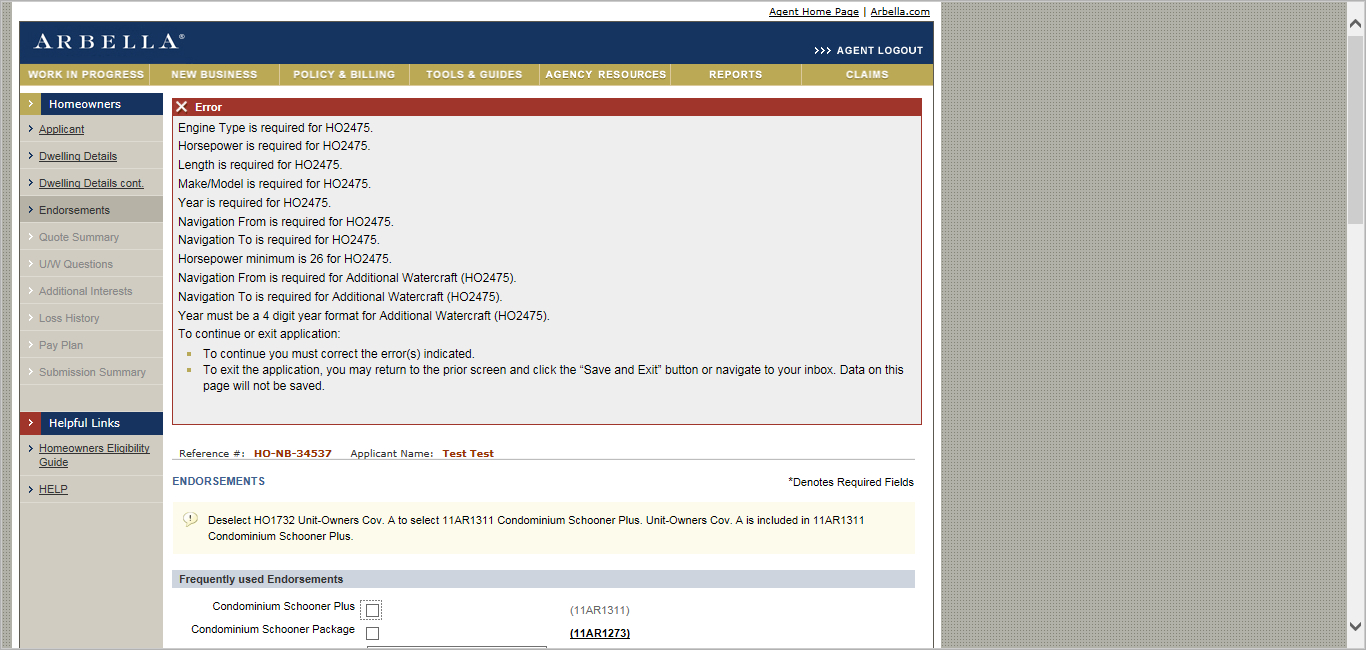 Agent Home Page | Arbella.com
ARBELLA®
>>> AGENT LOGOUT
WORK IN PROGRESS NEW BUSINESS POLICY & BILLING TOOLS & GUIDES AGENCY RESOURCES REPORTS CLAIMS
Homeowners
Applicant
Dwelling Details
Dwelling Details cont.
Endorsements
Quote Summary
U/W Questions
Additional Interests
Loss History
Pay Plan
Submission Summary
Helpful Links
Homeowners Eligibility
Guide
HELP
Error
Engine Type is required for HO2475.
Horsepower is required for HO2475.
Length is required for HO2475.
Make/Model is required for HO2475.
Year is required for HO2475.
Navigation From is required for HO2475.
Navigation To is required for HO2475.
Horsepower minimum is 26 for HO2475.
Navigation From is required for Additional Watercraft (HO2475).
Navigation To is required for Additional Watercraft (HO2475).
Year must be a 4 digit year format for Additional Watercraft (HO2475).
To continue or exit application:
To continue you must correct the error(s) indicated.
To exit the application, you may return to the prior screen and click the “Save and Exit” button or navigate to your inbox. Data on this
page will not be saved.
Reference #: HO-NB-34537 Applicant Name: Test Test
ENDORSEMENTS
*Denotes Required Fields
Deselect HO1732 Unit-Owners Cov. A to select 11AR1311 Condominium Schooner Plus. Unit-Owners Cov. A is included in 11AR1311
Condominium Schooner Plus.
Frequently used Endorsements
Condominium Schooner Plus (11AR1311)
Condominium Schooner Package (11AR1273)